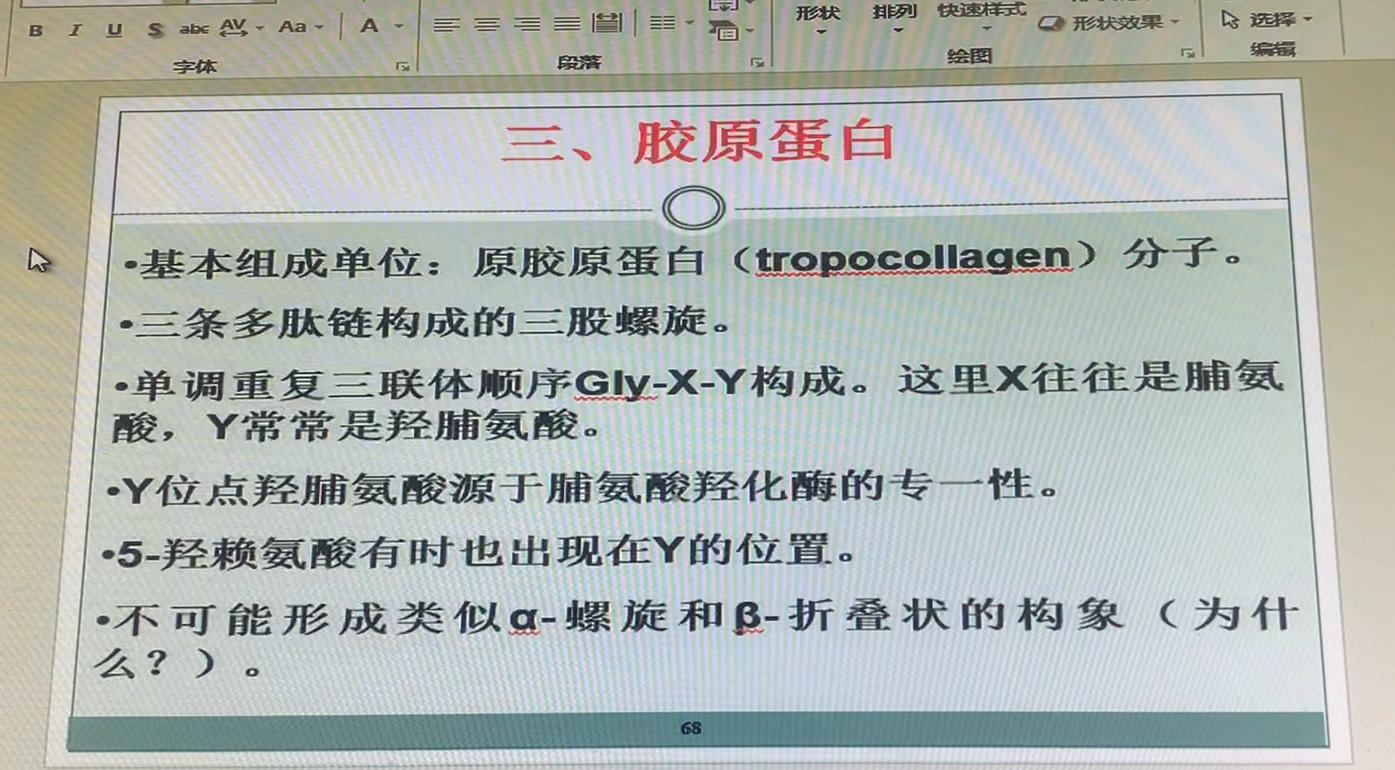 B I U S abc AV Aa A
形状 排列 快速样式 形状效果 选择
字体 段落 绘图 编辑
三、胶原蛋白
•基本组成单位：原胶原蛋白（tropocollagen）分子。
•三条多肽链构成的三股螺旋。
•单调重复三联体顺序Gly-X-Y构成。这里X往往是脯氨
酸，Y常常是羟脯氨酸。
•Y位点羟脯氨酸源于脯氨酸羟化酶的专一性。
•5-羟赖氨酸有时也出现在Y的位置。
•不可能形成类似α-螺旋和β-折叠状的构象（为什
么？）。
68